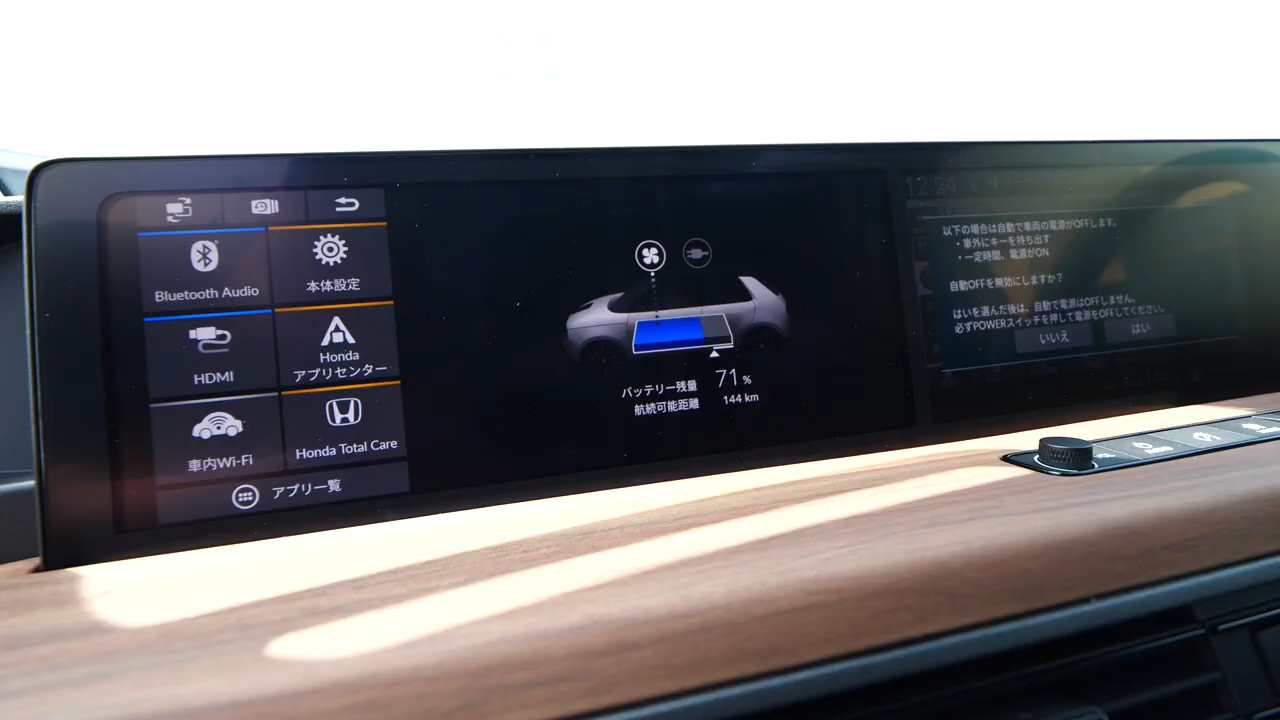 Bluetooth Audio
本体設定
HDMI
Honda
アプリセンター
車内Wi-Fi
Honda Total Care
アプリ一覧
バッテリー残量 71 %
航続可能距離 144 km
12:24
以下の場合は自動で車両の電源がOFFします。
・車外にキーを持ち出す
・一定時間、電源がON
自動OFFを無効にしますか？
はいを選んだ後は、自動で電源はOFFしません。
必ずPOWERスイッチを押して電源をOFFしてください。
いいえ
はい